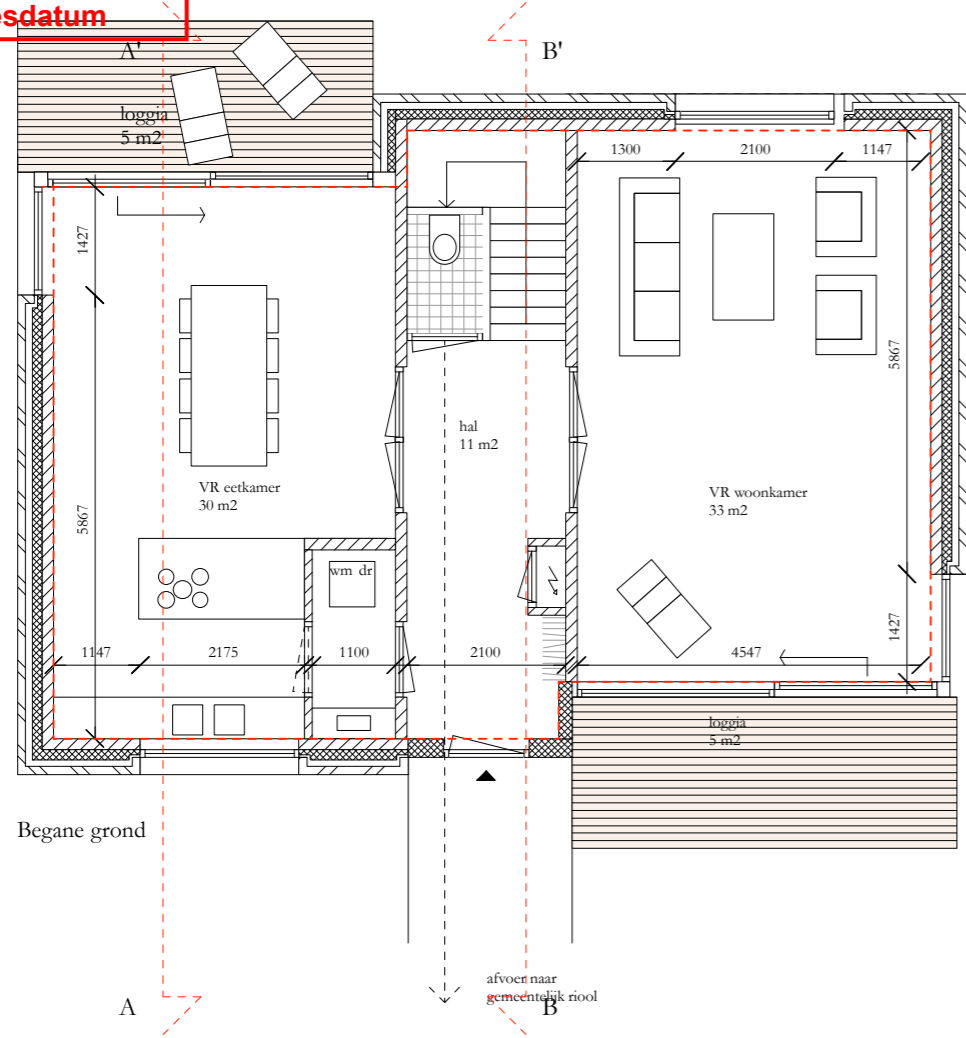 esdatum
A'
B'
loggia
5 m2
1300
2100
1147
1427
5867
hal
11 m2
VR eetkamer
30 m2
VR woonkamer
33 m2
5867
wm dr
1427
1147
2175
1100
2100
4547
loggia
5 m2
Begane grond
afvoer naar
gemeentelijk riool
A
B